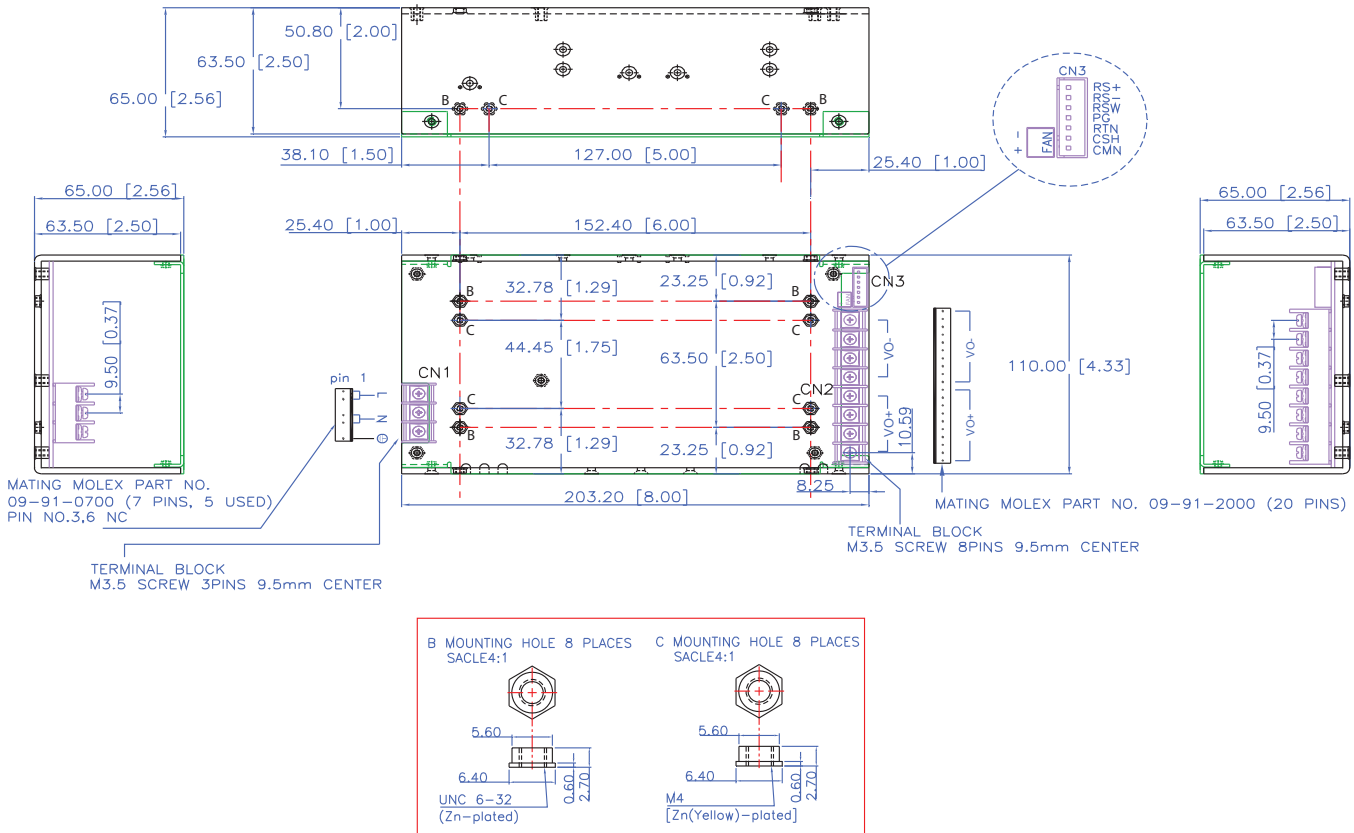 50.80 [2.00]
63.50 [2.50]
65.00 [2.56]
B
C
C
B
38.10 [1.50]
127.00 [5.00]
25.40 [1.00]
CN3
RS+
RS-
RSW
PG
RTN
CSH
CMN
- FAN +
65.00 [2.56]
63.50 [2.50]
9.50 [0.37]
25.40 [1.00]
152.40 [6.00]
65.00 [2.56]
63.50 [2.50]
32.78 [1.29]
23.25 [0.92]
CN3
FAN
B
C
B
C
44.45 [1.75]
63.50 [2.50]
VO-
VO-
110.00 [4.33]
9.50 [0.37]
pin 1
L
N
CN1
CN2
C
B
C
B
VO+
VO+
10.59
32.78 [1.29]
23.25 [0.92]
8.25
203.20 [8.00]
MATING MOLEX PART NO.
09-91-0700 (7 PINS, 5 USED)
PIN NO.3,6 NC
MATING MOLEX PART NO. 09-91-2000 (20 PINS)
TERMINAL BLOCK
M3.5 SCREW 8PINS 9.5mm CENTER
TERMINAL BLOCK
M3.5 SCREW 3PINS 9.5mm CENTER
B MOUNTING HOLE 8 PLACES
SACLE4:1
5.60
6.40
0.60
2.70
UNC 6-32
(Zn-plated)
C MOUNTING HOLE 8 PLACES
SACLE4:1
5.60
6.40
0.60
2.70
M4
[Zn(Yellow)-plated]